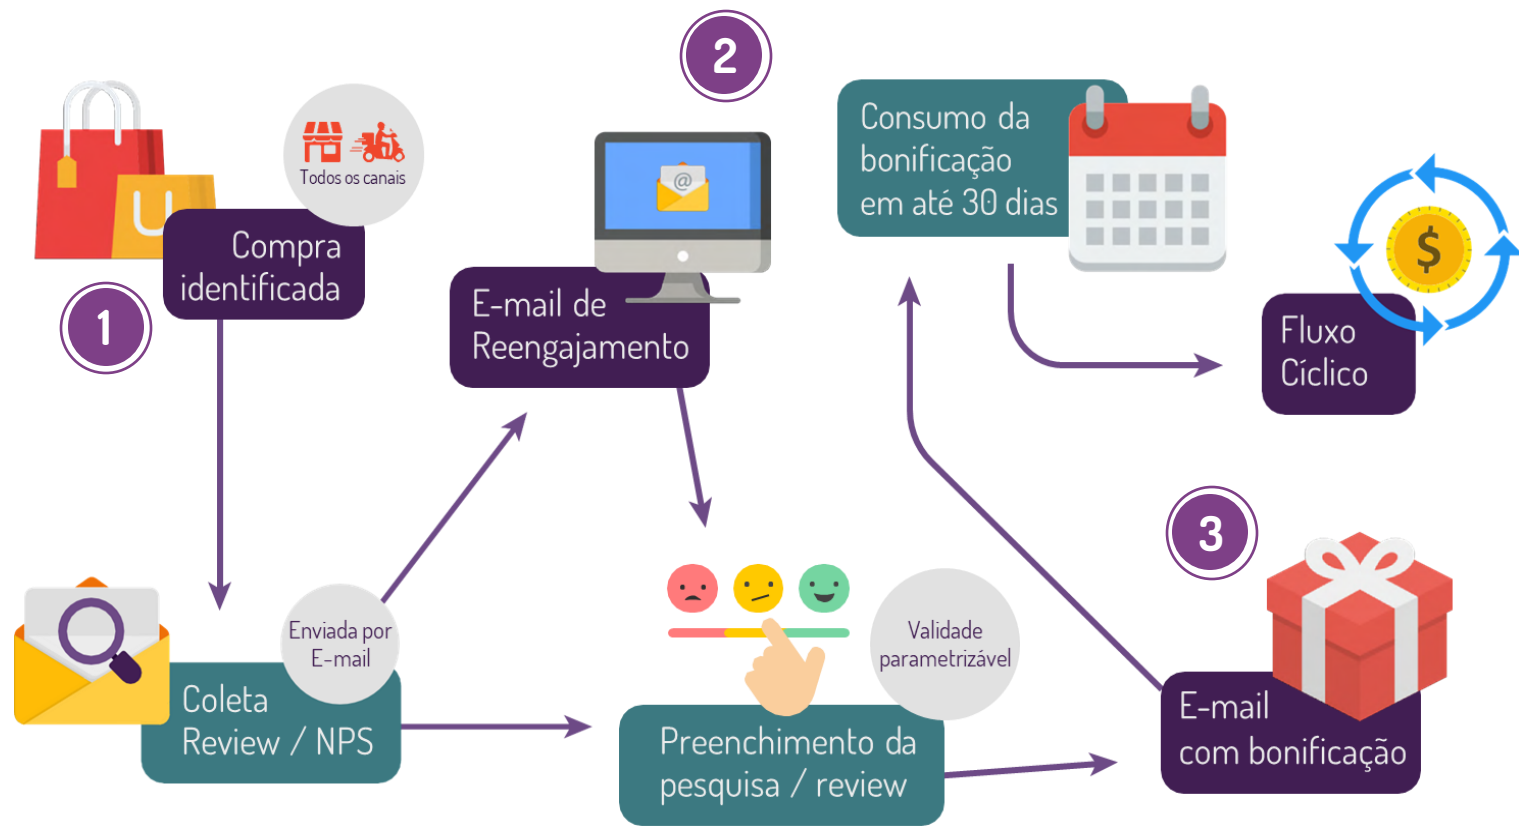 Todos os canais
Compra
identificada
1
Enviada por
E-mail
Coleta
Review / NPS
2
@
E-mail de
Reengajamento
Validade
parametrizável
Preenchimento da
pesquisa / review
3
E-mail
com bonificação
Consumo da
bonificação
em até 30 dias
$
Fluxo
Cíclico